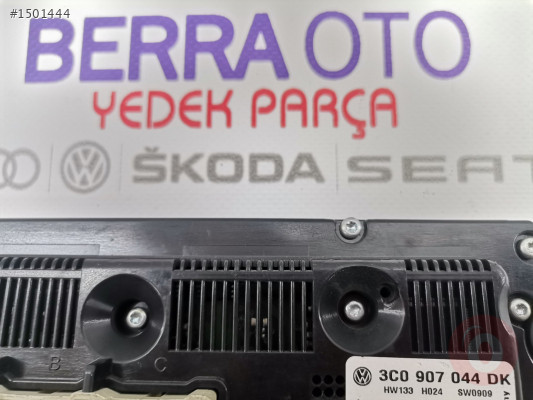 #1501444
BERRA OTO
YEDEK PARÇA
ŠKODA SEAT
B C
3C0 907 044 DK
HW133 H024 SW0909